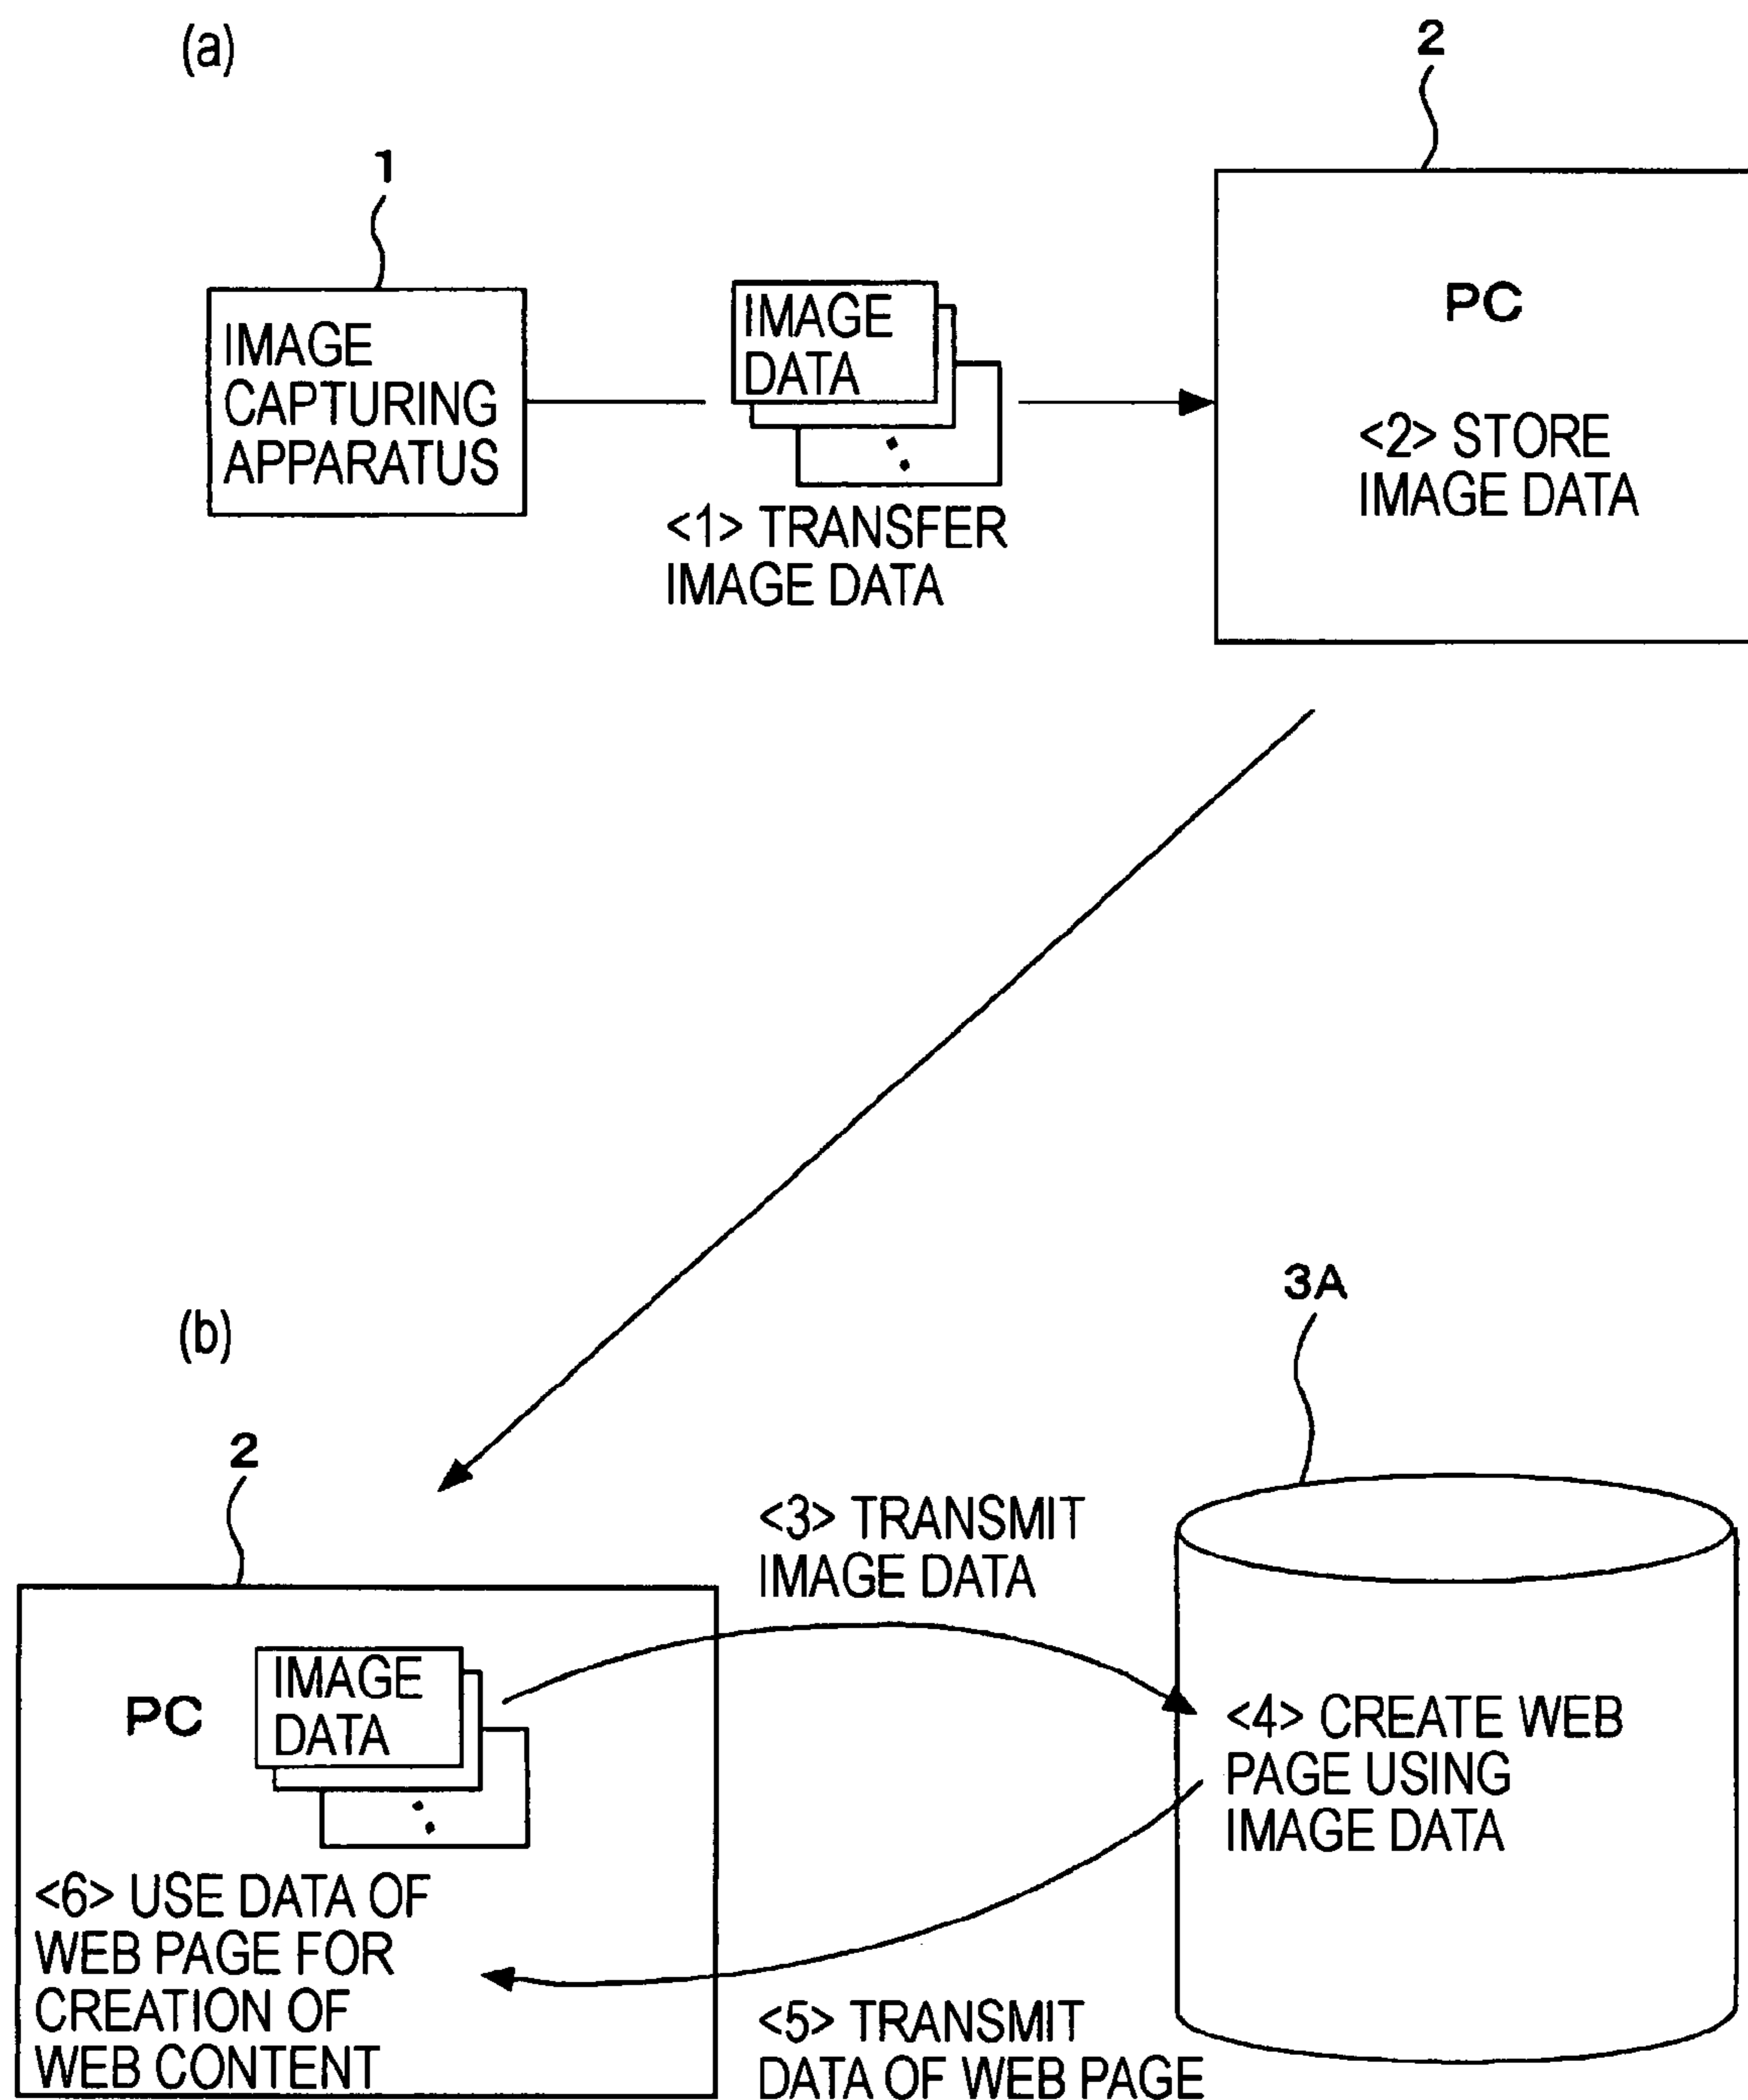 (a)
2
1
IMAGE
CAPTURING
APPARATUS
IMAGE
DATA
<1> TRANSFER
IMAGE DATA
PC
<2> STORE
IMAGE DATA
(b)
3A
2
PC
IMAGE
DATA
<3> TRANSMIT
IMAGE DATA
<4> CREATE WEB
PAGE USING
IMAGE DATA
<5> TRANSMIT
DATA OF WEB PAGE
<6> USE DATA OF
WEB PAGE FOR
CREATION OF
WEB CONTENT